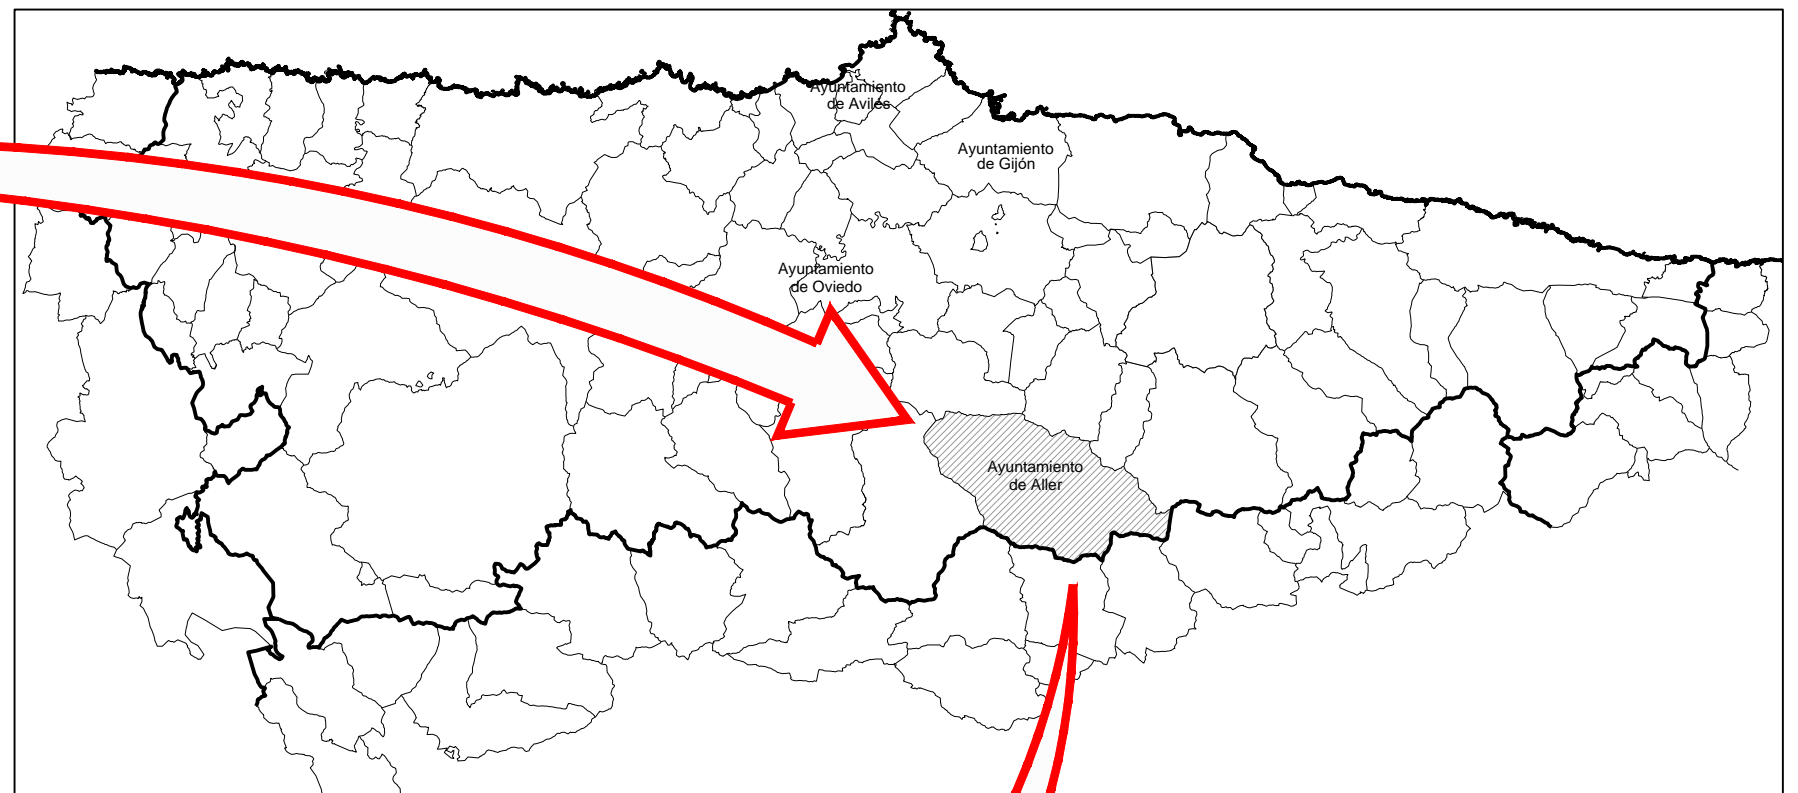 Ayuntamiento
de Avilés
Ayuntamiento
de Gijón
Ayuntamiento
de Oviedo
Ayuntamiento
de Aller